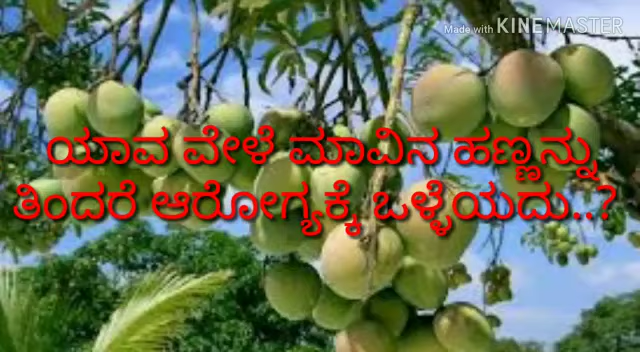 Made with KINEMASTER
ಯಾವ ವೇಳೆ ಮಾವಿನ ಹಣ್ಣನ್ನು
ತಿಂದರೆ ಆರೋಗ್ಯಕ್ಕೆ ಒಳ್ಳೆಯದು..?